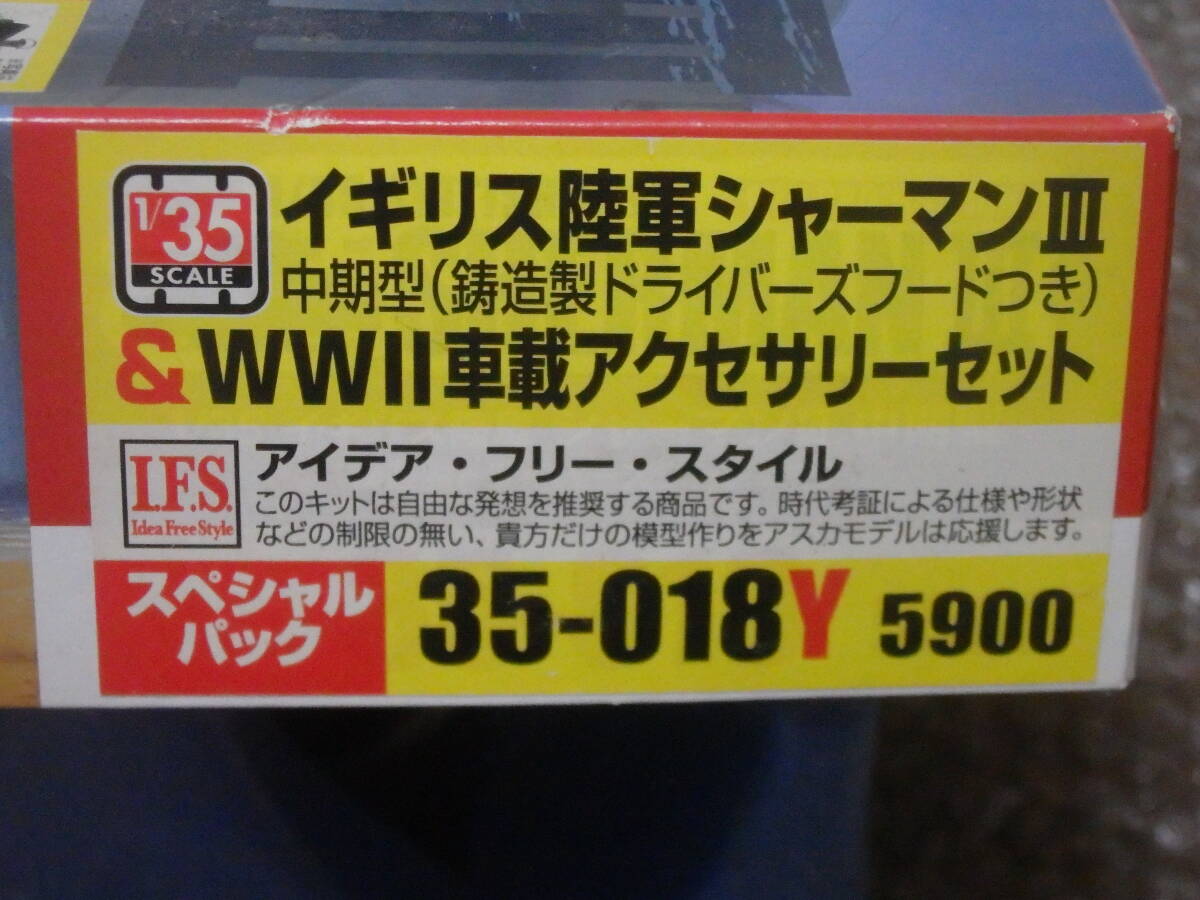 1/35
SCALE
イギリス陸軍シャーマンIII
中期型(鋳造製ドライバーズフードつき)
& WWII車載アクセサリーセット
I.F.S.
Idea Free Style
アイデア・フリー・スタイル
このキットは自由な発想を推奨する商品です。時代考証による仕様や形状
などの制限の無い、貴方だけの模型作りをアスカモデルは応援します。
スペシャル
パック
35-018Y 5900